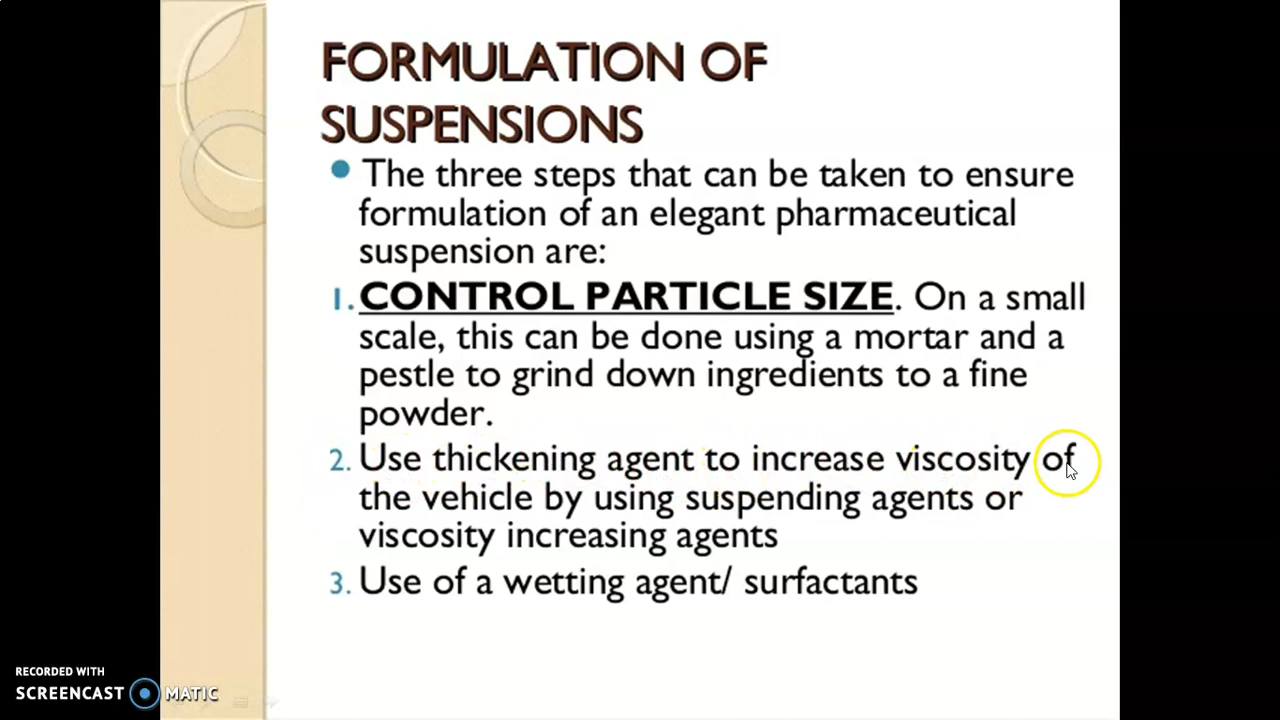 FORMULATION OF
SUSPENSIONS
The three steps that can be taken to ensure
formulation of an elegant pharmaceutical
suspension are:
1. CONTROL PARTICLE SIZE. On a small
scale, this can be done using a mortar and a
pestle to grind down ingredients to a fine
powder.
2. Use thickening agent to increase viscosity of
the vehicle by using suspending agents or
viscosity increasing agents
3. Use of a wetting agent/ surfactants
RECORDED WITH
SCREENCAST MATIC